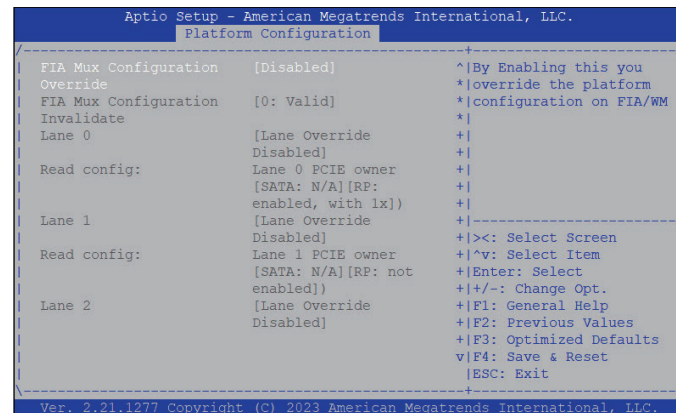 Aptio Setup - American Megatrends International, LLC.
Platform Configuration
/----------------------------------------------------+-------------------------
| FIA Mux Configuration [Disabled] ^|By Enabling this you
| Override *|override the platform
| FIA Mux Configuration [0: Valid] *|configuration on FIA/WM
| Invalidate *|
| Lane 0 [Lane Override +|
| Disabled] +|
| Read config: Lane 0 PCIE owner +|
| [SATA: N/A][RP: +|
| enabled, with 1x]) +|
| Lane 1 [Lane Override +|-------------------------
| Disabled] +|><: Select Screen
| Read config: Lane 1 PCIE owner +|^v: Select Item
| [SATA: N/A][RP: not +|Enter: Select
| enabled]) +|+/-: Change Opt.
| Lane 2 [Lane Override +|F1: General Help
| Disabled] +|F2: Previous Values
| +|F3: Optimized Defaults
| v|F4: Save & Reset
| |ESC: Exit
\----------------------------------------------------+-------------------------
Ver. 2.21.1277 Copyright (C) 2023 American Megatrends International, LLC.